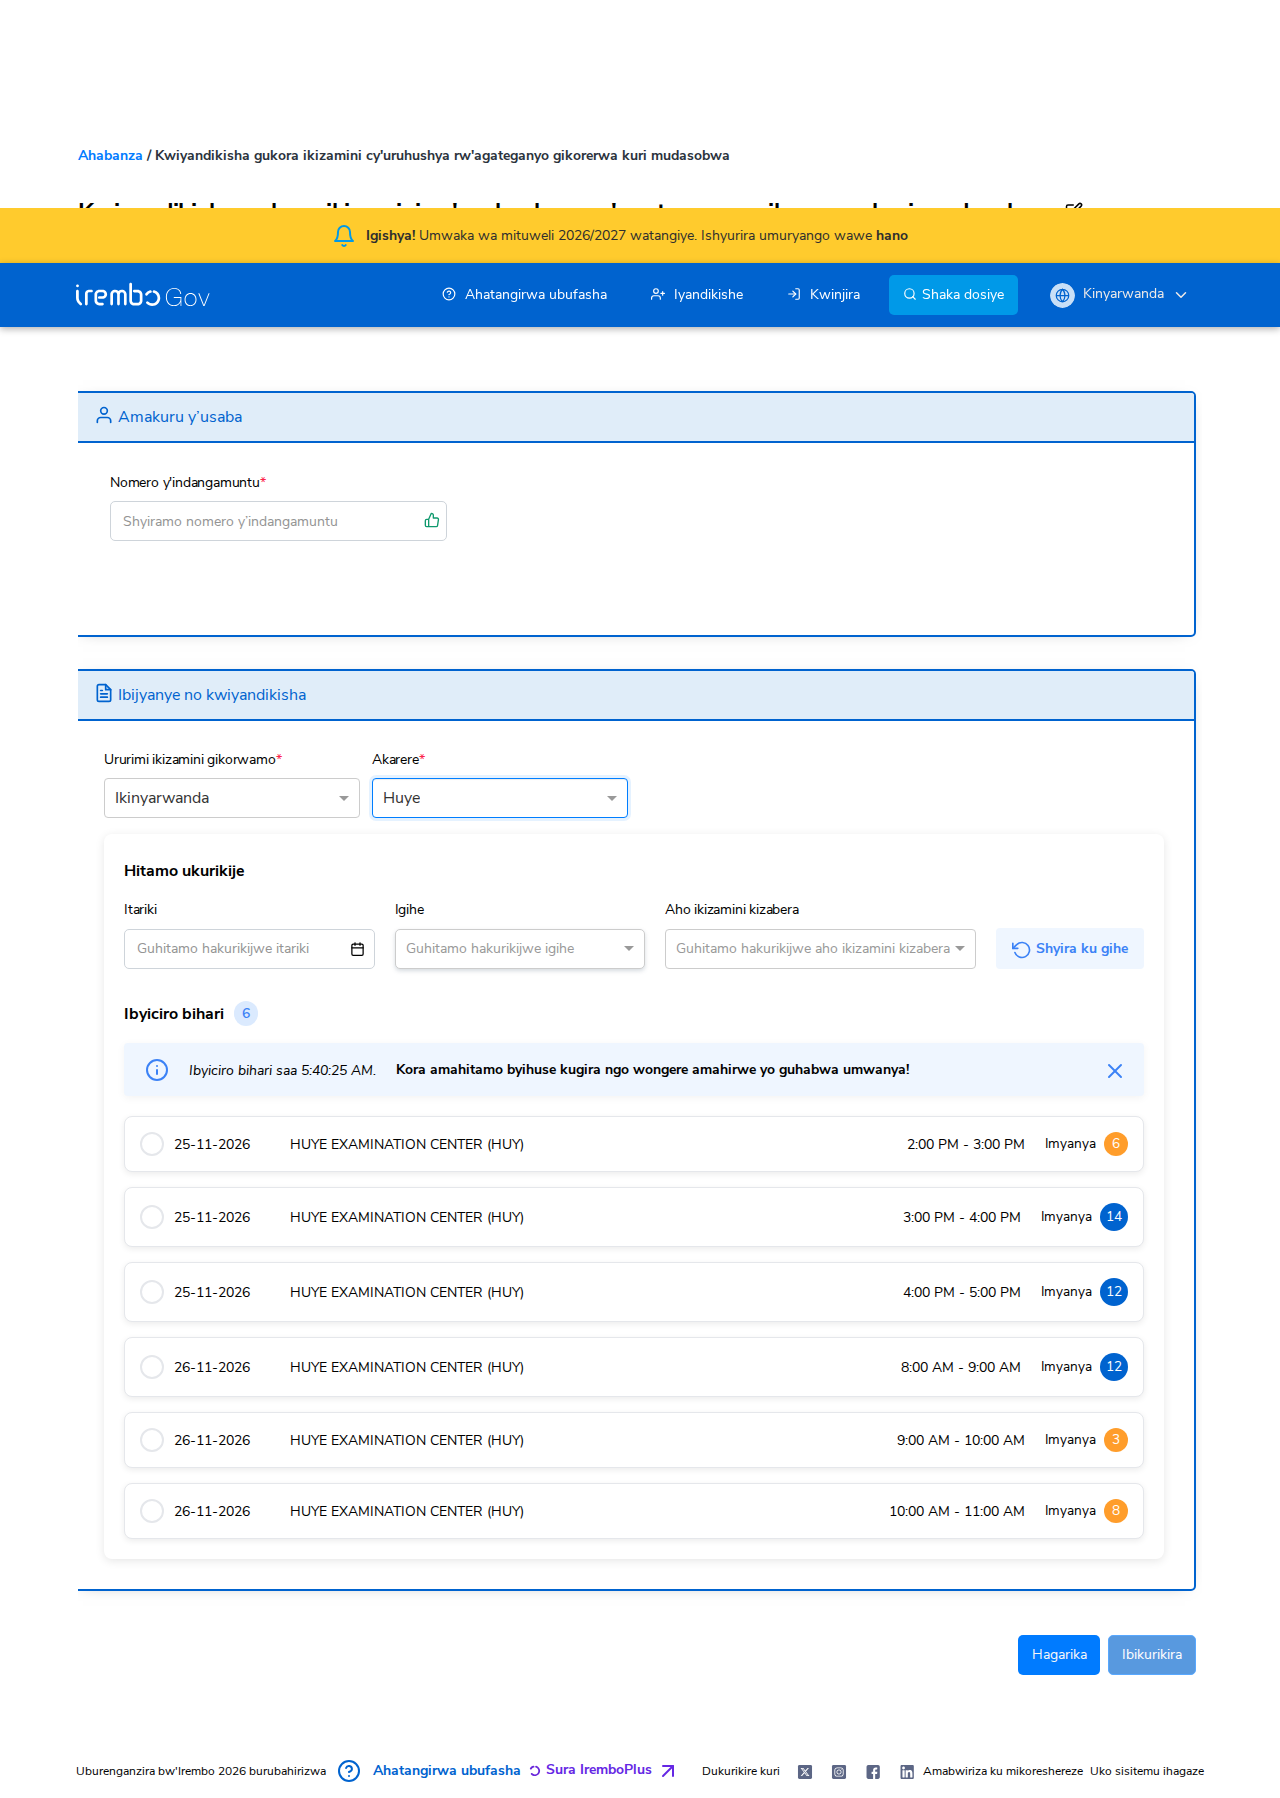 Ahabanza / Kwiyandikisha gukora ikizamini cy'uruhushya rw'agateganyo gikorerwa kuri mudasobwa
Igishya! Umwaka wa mituweli 2026/2027 watangiye. Ishyurira umuryango wawe hano
irembo Gov
Ahatangirwa ubufasha
Iyandikishe
Kwinjira
Shaka dosiye
Kinyarwanda
Amakuru y'usaba
Nomero y'indangamuntu*
Shyiramo nomero y'indangamuntu
Ibijyanye no kwiyandikisha
Ururimi ikizamini gikorwamo* Akarere*
Ikinyarwanda Huye
Hitamo ukurikije
Itariki Igihe Aho ikizamini kizabera
Guhitamo hakurikijwe itariki Guhitamo hakurikijwe igihe Guhitamo hakurikijwe aho ikizamini kizabera Shyira ku gihe
Ibyiciro bihari 6
Ibyiciro bihari saa 5:40:25 AM. Kora amahitamo byihuse kugira ngo wongere amahirwe yo guhabwa umwanya!
25-11-2026 HUYE EXAMINATION CENTER (HUY) 2:00 PM - 3:00 PM Imyanya 6
25-11-2026 HUYE EXAMINATION CENTER (HUY) 3:00 PM - 4:00 PM Imyanya 14
25-11-2026 HUYE EXAMINATION CENTER (HUY) 4:00 PM - 5:00 PM Imyanya 12
26-11-2026 HUYE EXAMINATION CENTER (HUY) 8:00 AM - 9:00 AM Imyanya 12
26-11-2026 HUYE EXAMINATION CENTER (HUY) 9:00 AM - 10:00 AM Imyanya 3
26-11-2026 HUYE EXAMINATION CENTER (HUY) 10:00 AM - 11:00 AM Imyanya 8
Hagarika Ibikurikira
Uburenganzira bw'Irembo 2026 burubahirizwa Ahatangirwa ubufasha Sura IremboPlus Dukurikire kuri Amabwiriza ku mikoreshereze Uko sisitemu ihagaze